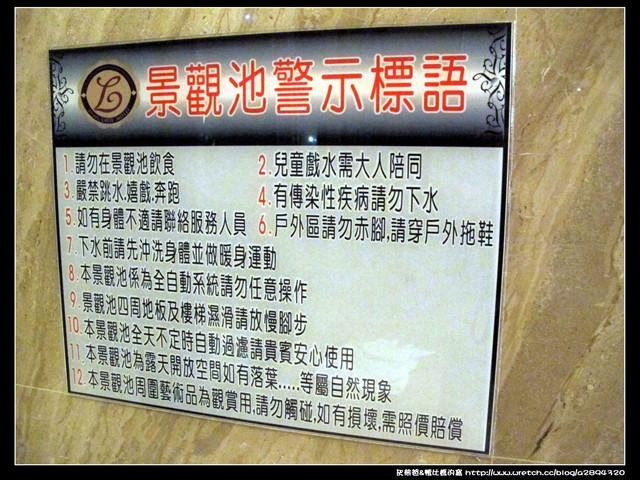 景觀池警示標語
1.請勿在景觀池飲食
2.兒童戲水需大人陪同
3.嚴禁跳水.嬉戲.奔跑
4.有傳染性疾病請勿下水
5.如有身體不適請聯絡服務人員
6.戶外區請勿赤腳,請穿戶外拖鞋
7.下水前請先沖洗身體並做暖身運動
8.本景觀池係為全自動系統請勿任意操作
9.景觀池四周地板及樓梯濕滑請放慢腳步
10.本景觀池全天不定時自動過濾請貴賓安心使用
11.本景觀池為露天開放空間如有落葉.....等屬自然現象
12.本景觀池周圍藝術品為觀賞用,請勿觸碰,如有損壞,需照價賠償
http://www.wretch.cc/blog/a2894320